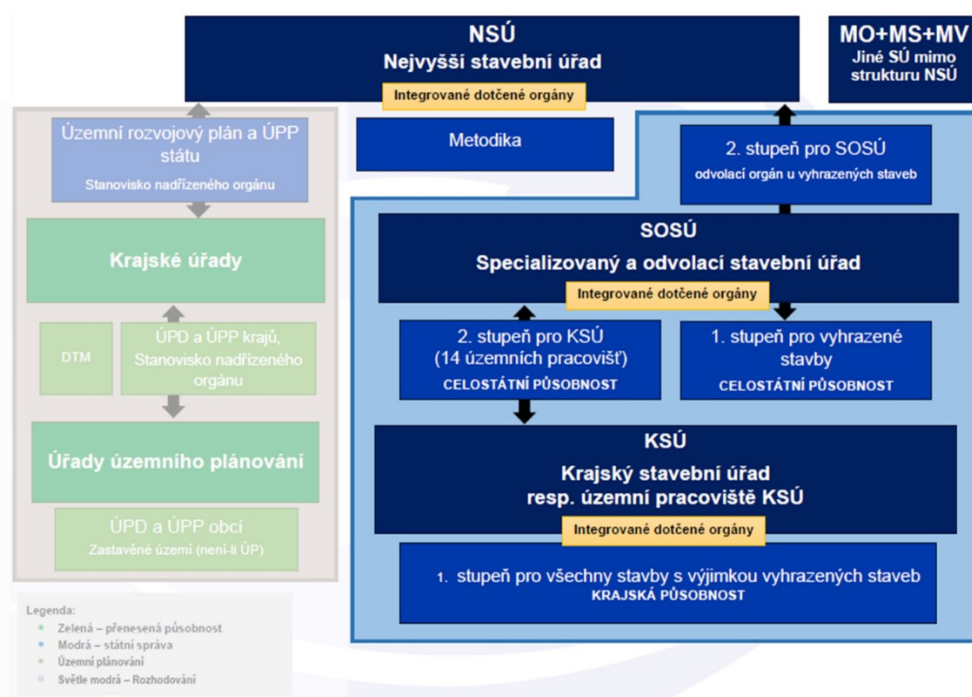 NSÚ
Nejvyšší stavební úřad
Integrované dotčené orgány
MO+MS+MV
Jiné SÚ mimo
strukturu NSÚ
Metodika
Územní rozvojový plán a ÚPP
státu
Stanovisko nadřízeného orgánu
Krajské úřady
DTM
ÚPD a ÚPP krajů,
Stanovisko nadřízeného
orgánu
Úřady územního plánování
ÚPD a ÚPP obcí
Zastavěné území (není-li ÚP)
2. stupeň pro SOSÚ
odvolací orgán u vyhrazených staveb
SOSÚ
Specializovaný a odvolací stavební úřad
Integrované dotčené orgány
2. stupeň pro KSÚ
(14 územních pracovišť)
CELOSTÁTNÍ PŮSOBNOST
1. stupeň pro vyhrazené
stavby
CELOSTÁTNÍ PŮSOBNOST
KSÚ
Krajský stavební úřad
resp. územní pracoviště KSÚ
Integrované dotčené orgány
1. stupeň pro všechny stavby s výjimkou vyhrazených staveb
KRAJSKÁ PŮSOBNOST
Legenda:
Zelená – přenesená působnost
Modrá – státní správa
Územní plánování
Světle modrá – Rozhodování